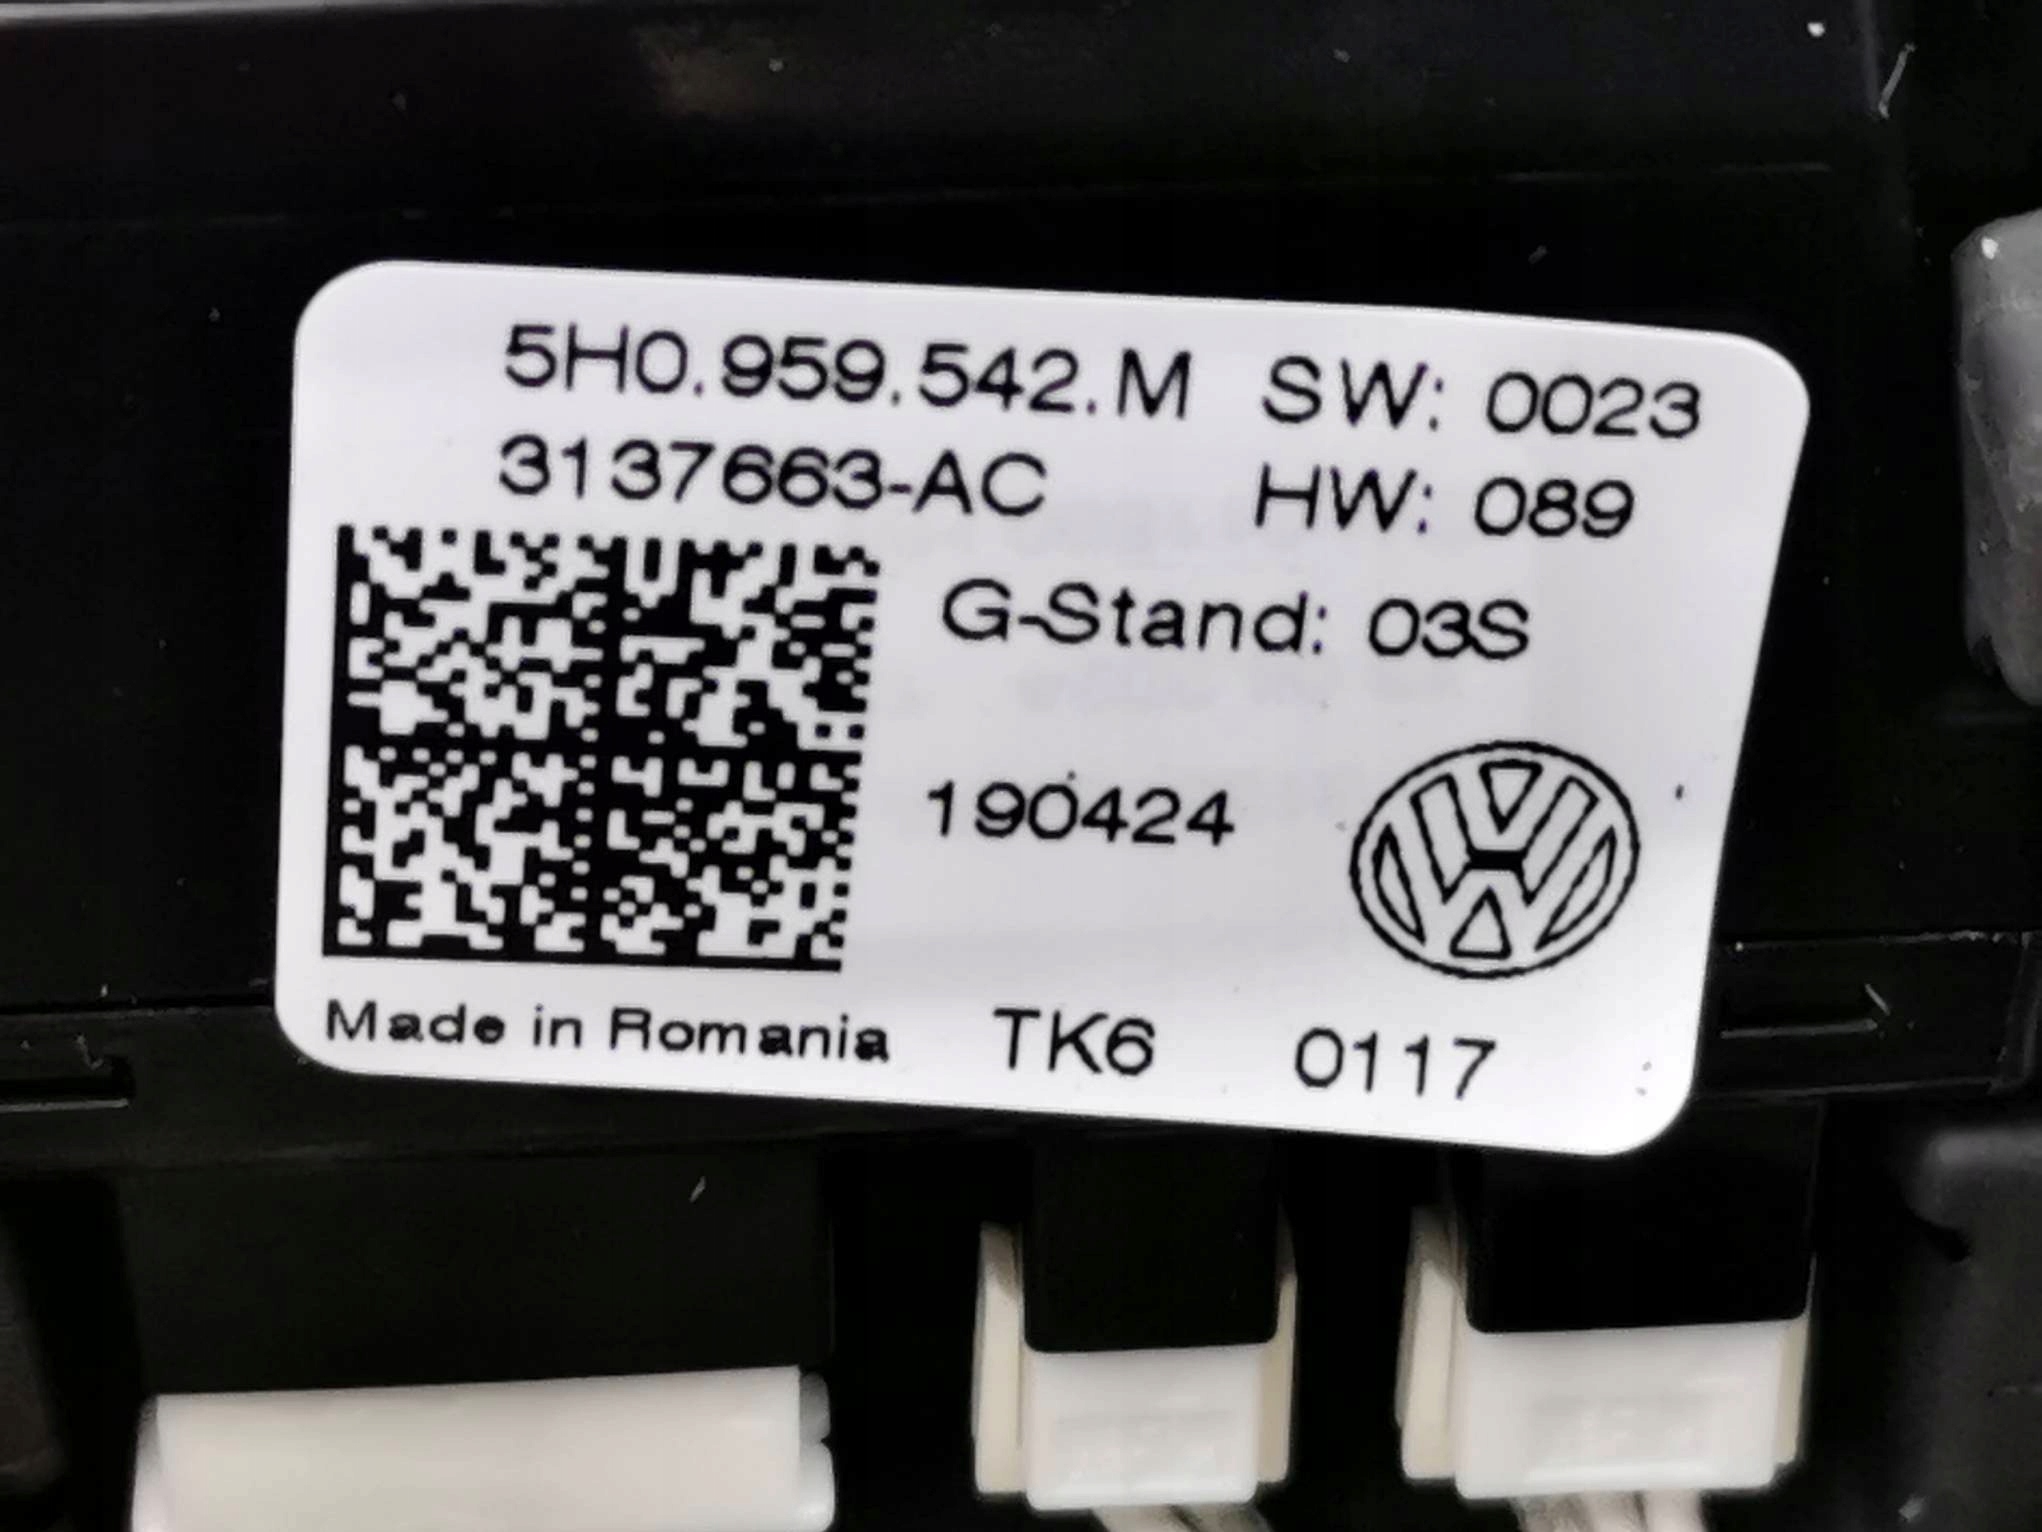 5H0.959.542.M SW: 0023
3137663-AC HW: 089
G-Stand: 03S
190424
Made in Romania TK6 0117